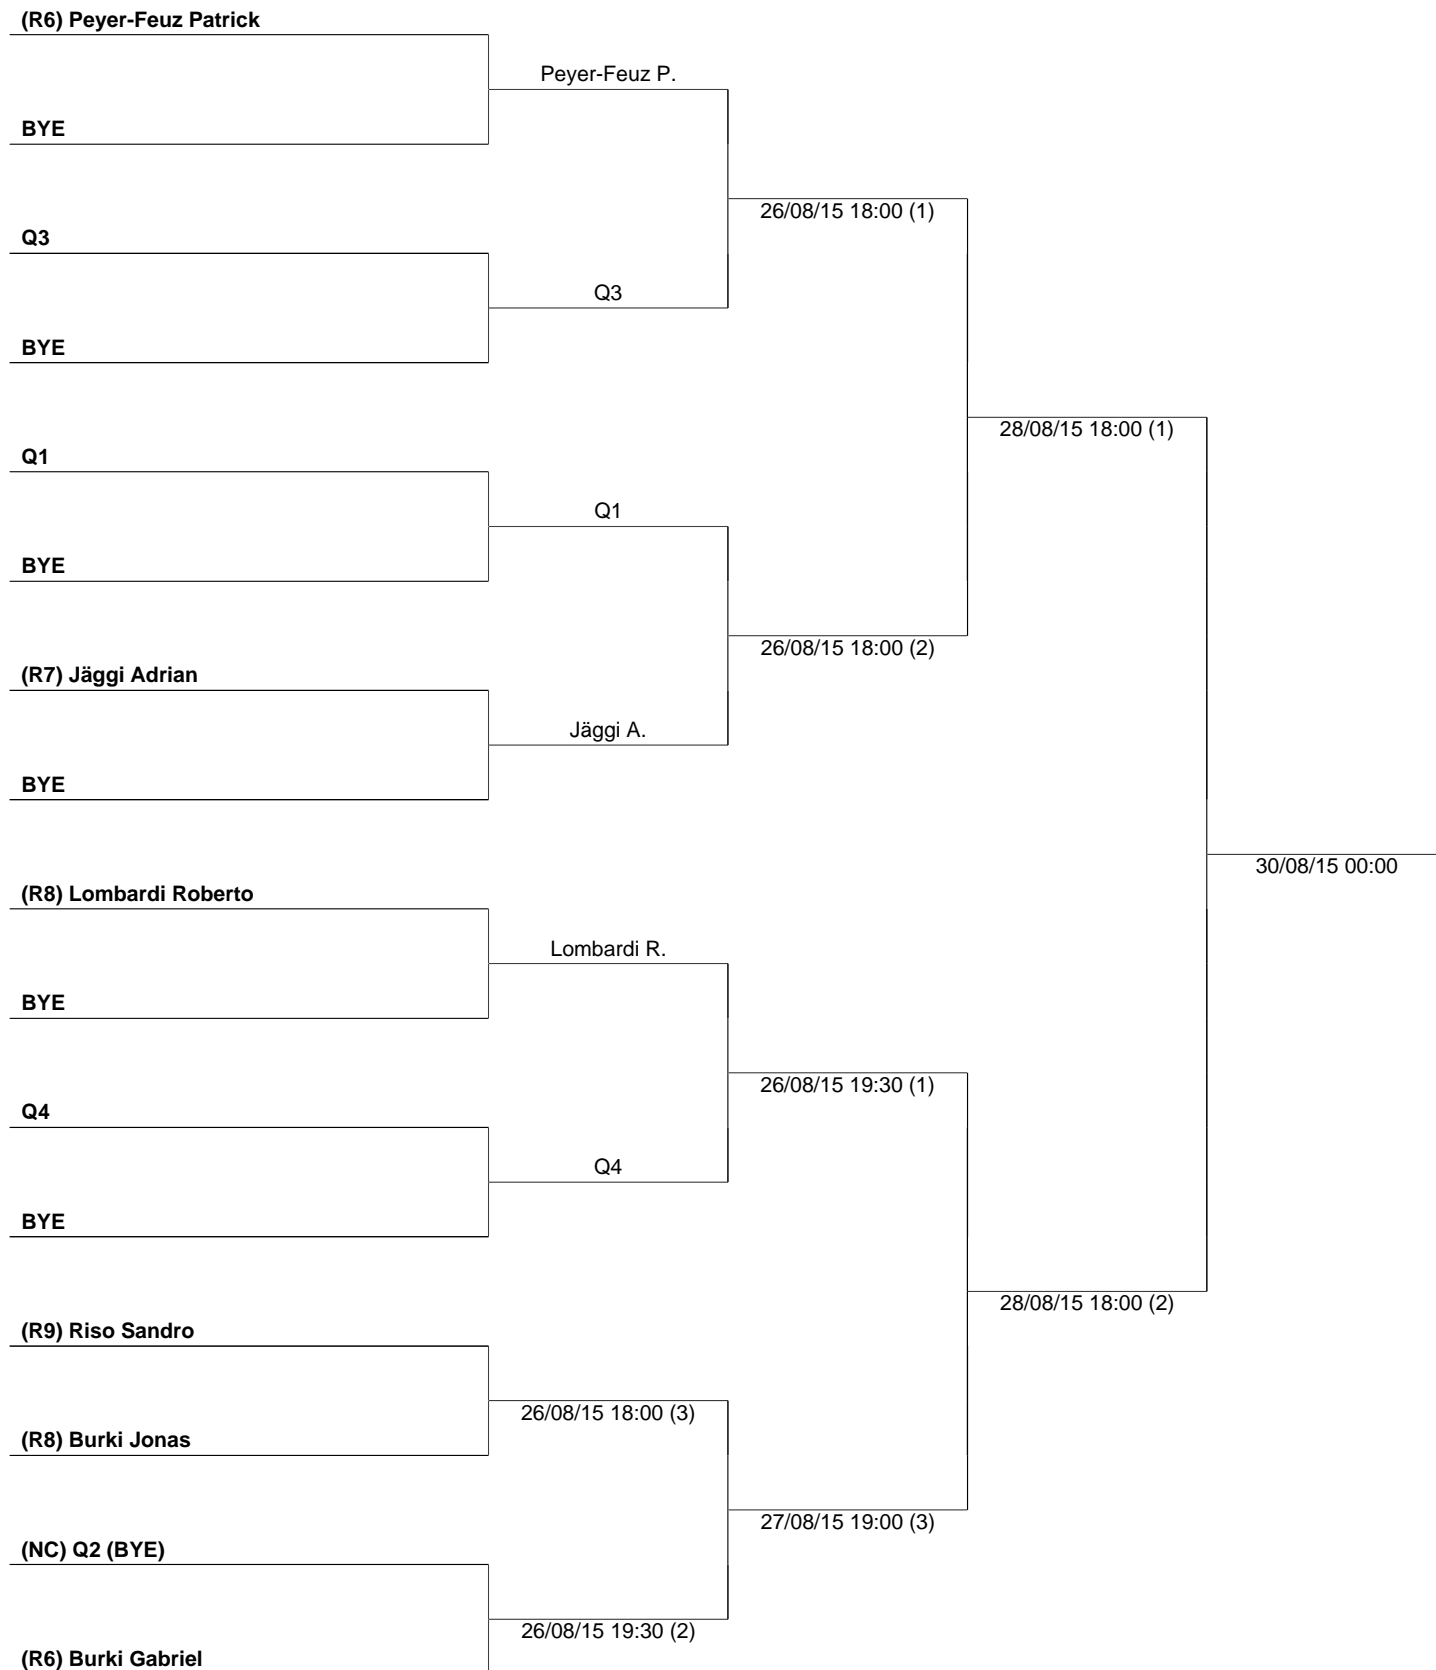 (R6) Peyer-Feuz Patrick
Peyer-Feuz P.
BYE
26/08/15 18:00 (1)
Q3
Q3
BYE
28/08/15 18:00 (1)
Q1
Q1
BYE
26/08/15 18:00 (2)
(R7) Jäggi Adrian
Jäggi A.
BYE
30/08/15 00:00
(R8) Lombardi Roberto
Lombardi R.
BYE
26/08/15 19:30 (1)
Q4
Q4
BYE
28/08/15 18:00 (2)
(R9) Riso Sandro
26/08/15 18:00 (3)
(R8) Burki Jonas
27/08/15 19:00 (3)
(NC) Q2 (BYE)
26/08/15 19:30 (2)
(R6) Burki Gabriel